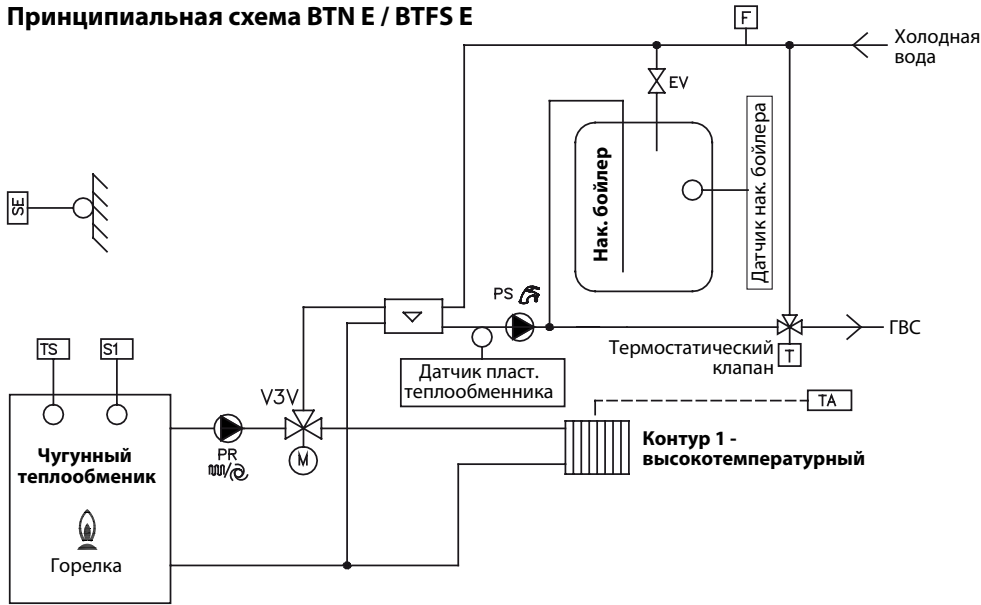 Принципиальная схема BTN E / BTFS E
F
Холодная
вода
EV
Нак. бойлер
Датчик нак. бойлера
SE
PS
ГВС
Термостатический
клапан
T
Датчик пласт.
теплообменника
TS
S1
V3V
TA
Чугунный
теплообменик
PR
M
Контур 1 -
высокотемпературный
Горелка